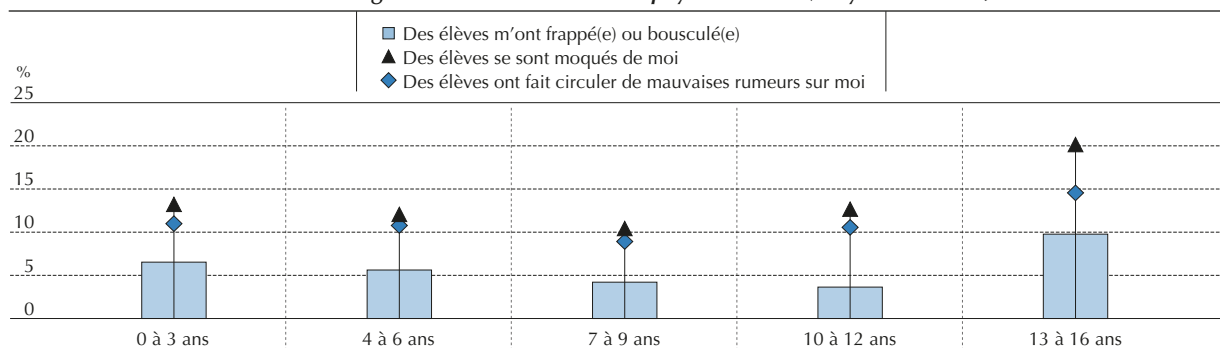 Des élèves m’ont frappé(e) ou bousculé(e)
Des élèves se sont moqués de moi
Des élèves ont fait circuler de mauvaises rumeurs sur moi
%
25
20
15
10
5
0
0 à 3 ans
4 à 6 ans
7 à 9 ans
10 à 12 ans
13 à 16 ans